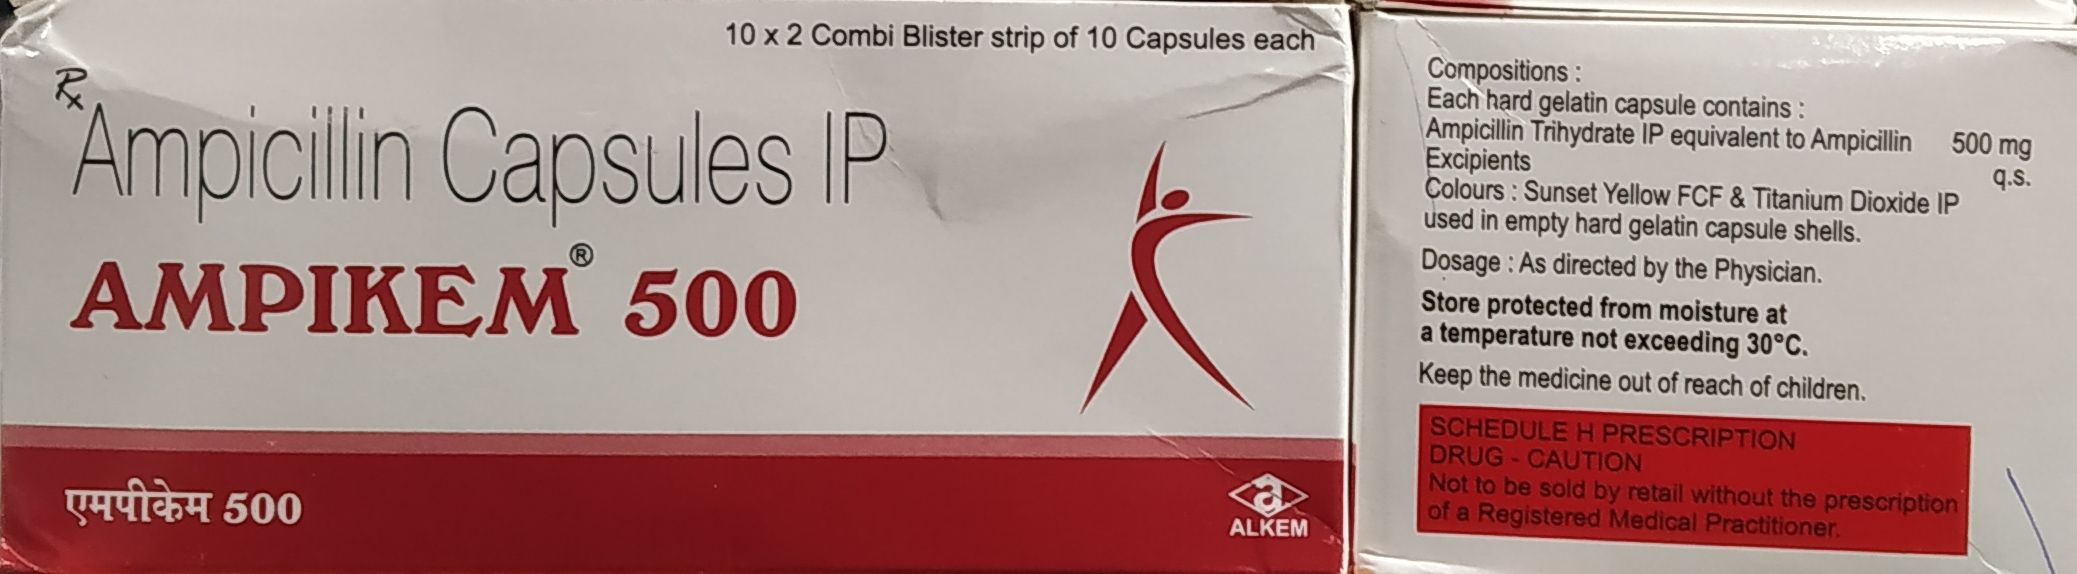 10 x 2 Combi Blister strip of 10 Capsules each
Rx
Ampicillin Capsules IP
AMPIKEM® 500
एमपीकेम 500
a
ALKEM
Compositions :
Each hard gelatin capsule contains :
Ampicillin Trihydrate IP equivalent to Ampicillin 500 mg
Excipients q.s.
Colours : Sunset Yellow FCF & Titanium Dioxide IP
used in empty hard gelatin capsule shells.
Dosage : As directed by the Physician.
Store protected from moisture at
a temperature not exceeding 30°C.
Keep the medicine out of reach of children.
SCHEDULE H PRESCRIPTION
DRUG - CAUTION
Not to be sold by retail without the prescription
of a Registered Medical Practitioner.